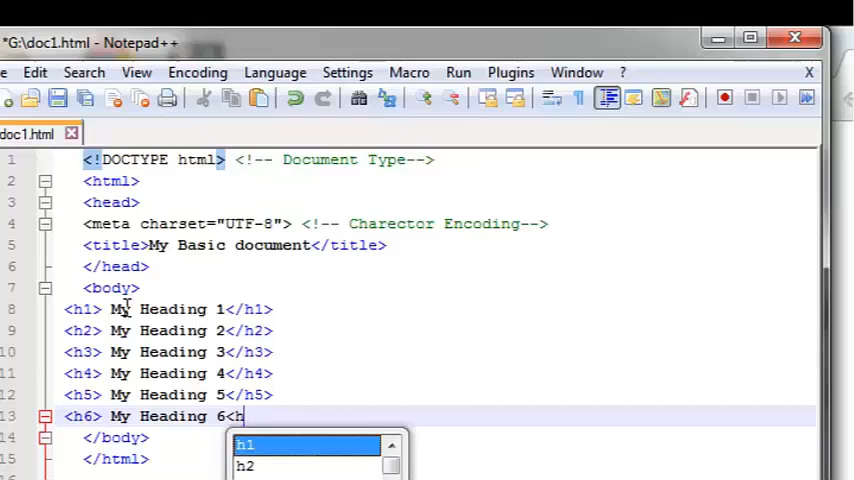 *G:\doc1.html - Notepad++
Edit Search View Encoding Language Settings Macro Run Plugins Window ? X
doc1.html
1 <!DOCTYPE html> <!-- Document Type-->
2 <html>
3 <head>
4 <meta charset="UTF-8"> <!-- Charector Encoding-->
5 <title>My Basic document</title>
6 </head>
7 <body>
8 <h1> My Heading 1</h1>
9 <h2> My Heading 2</h2>
10 <h3> My Heading 3</h3>
11 <h4> My Heading 4</h4>
12 <h5> My Heading 5</h5>
13 <h6> My Heading 6<h
h1
14 </body>
h2
15 </html>